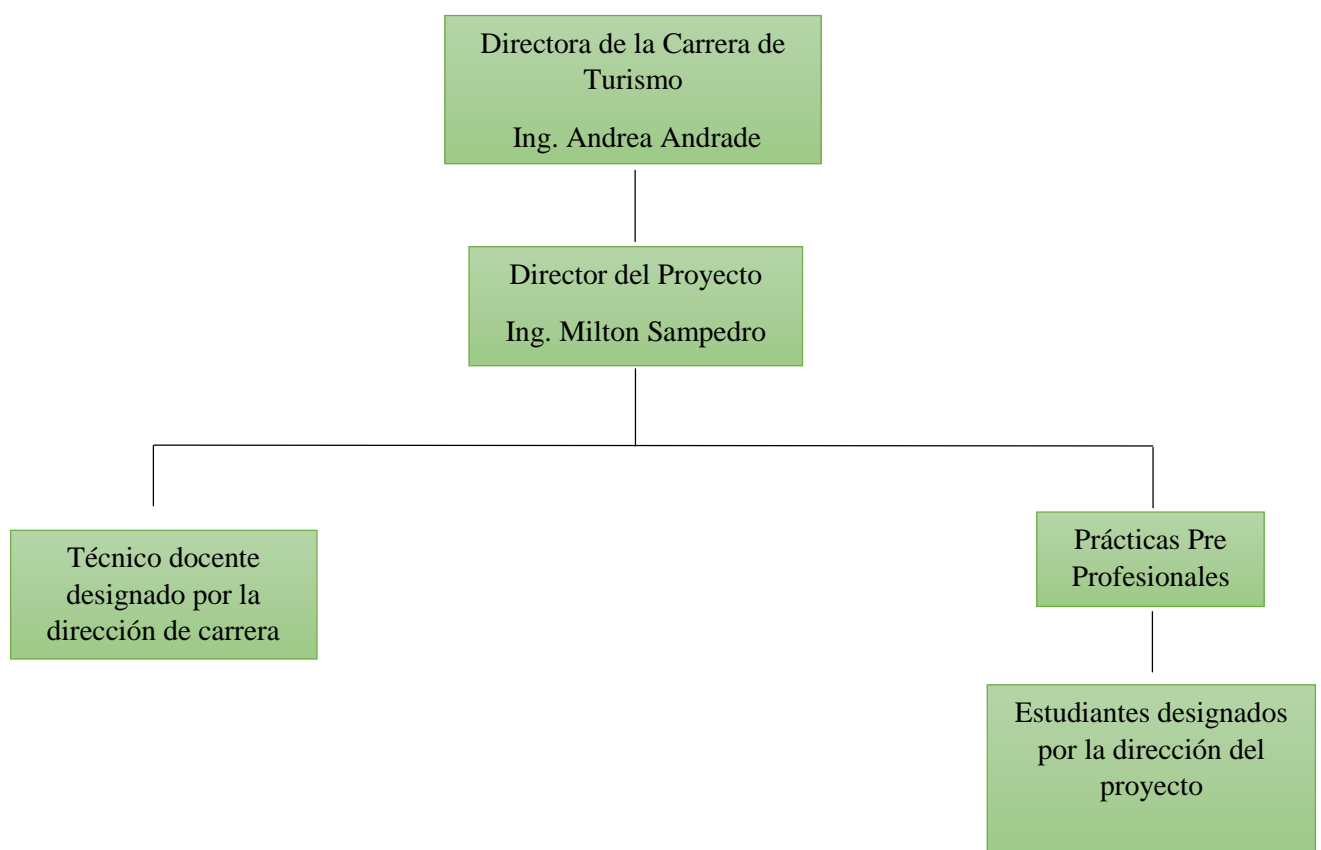 Directora de la Carrera de
Turismo
Ing. Andrea Andrade
Director del Proyecto
Ing. Milton Sampedro
Técnico docente
designado por la
dirección de carrera
Prácticas Pre
Profesionales
Estudiantes designados
por la dirección del
proyecto